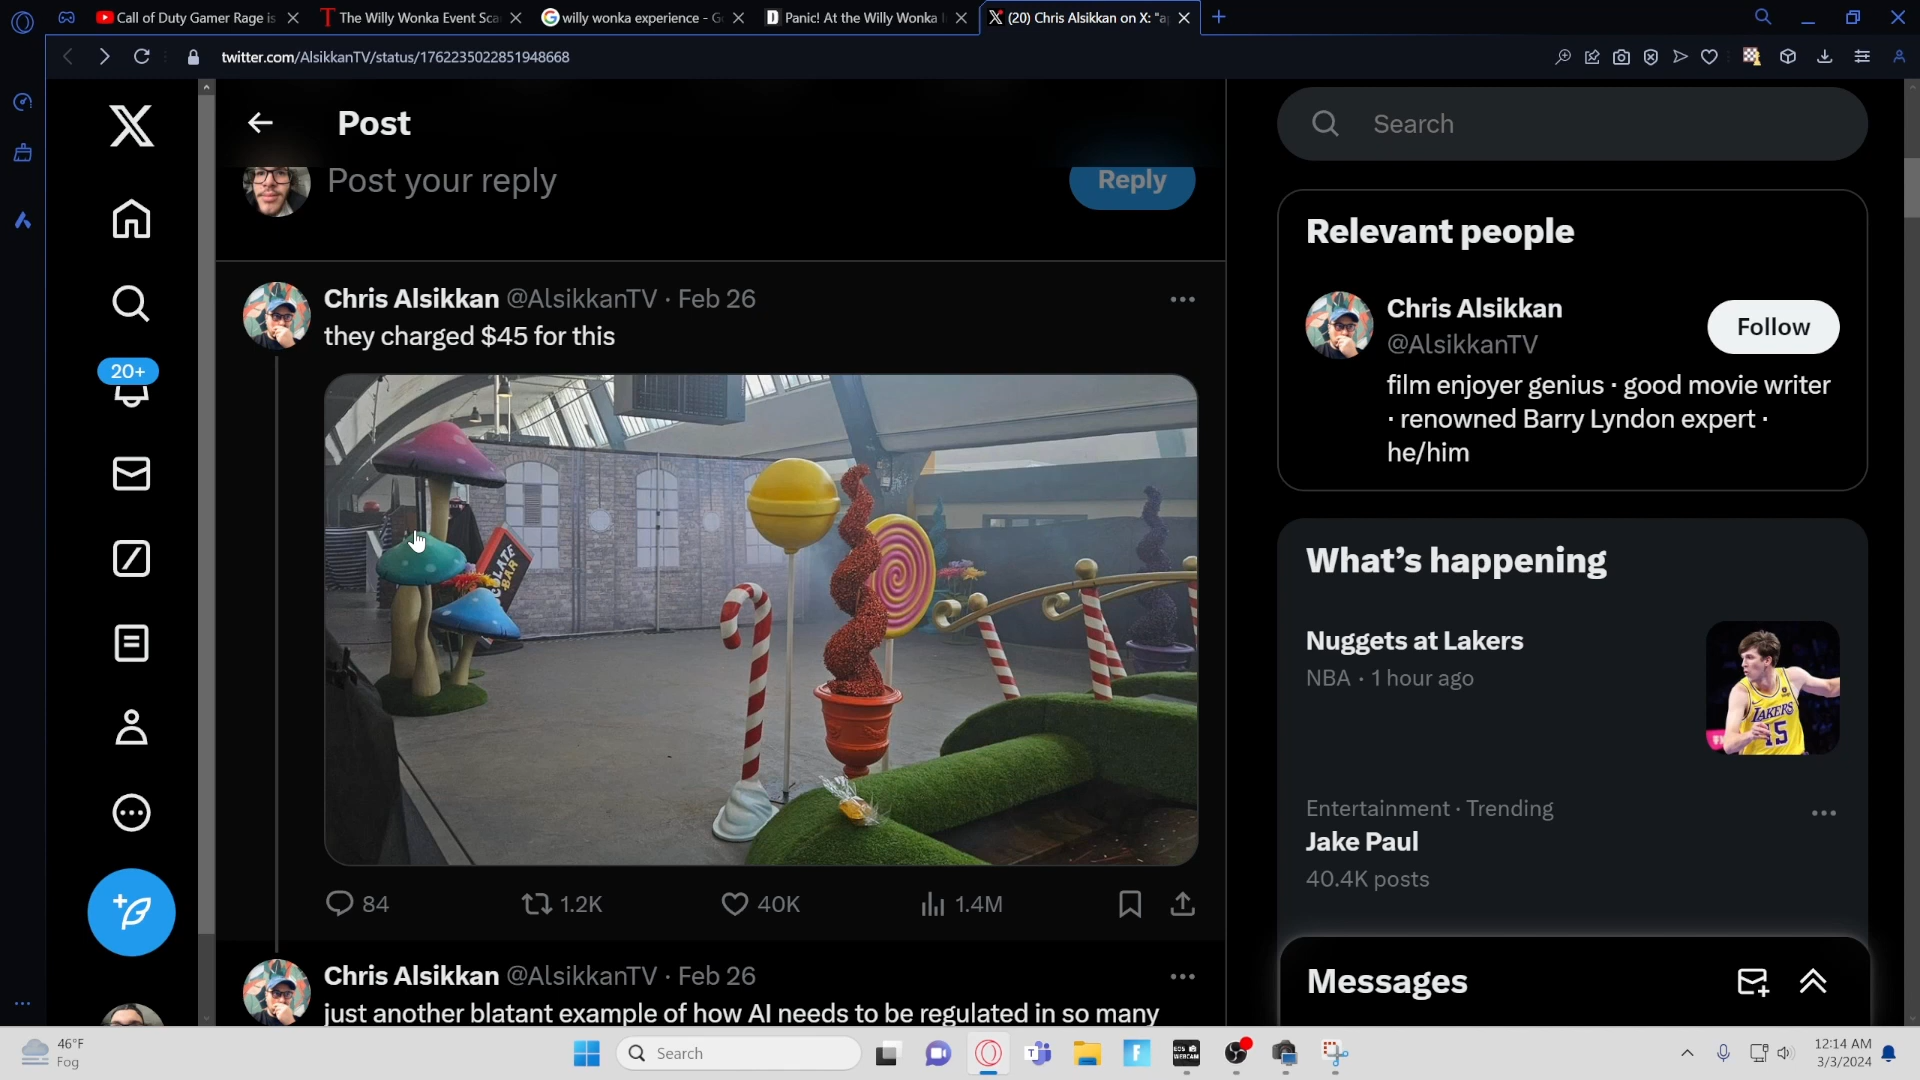 Call of Duty Gamer Rage is
The Willy Wonka Event Sca
willy wonka experience - G
Panic! At the Willy Wonka I
(20) Chris Alsikkan on X: "a
twitter.com/AlsikkanTV/status/1762235022851948668
Post
Search
Post your reply
Reply
Relevant people
Chris Alsikkan @AlsikkanTV · Feb 26
they charged $45 for this
Chris Alsikkan
@AlsikkanTV
Follow
film enjoyer genius · good movie writer
· renowned Barry Lyndon expert ·
he/him
20+
COLATE
BAR
What's happening
Nuggets at Lakers
NBA · 1 hour ago
LAKERS
15
Entertainment · Trending
Jake Paul
40.4K posts
84
1.2K
40K
1.4M
Chris Alsikkan @AlsikkanTV · Feb 26
just another blatant example of how AI needs to be regulated in so many
Messages
46°F
Fog
Search
EOS
WEBCAM
12:14 AM
3/3/2024